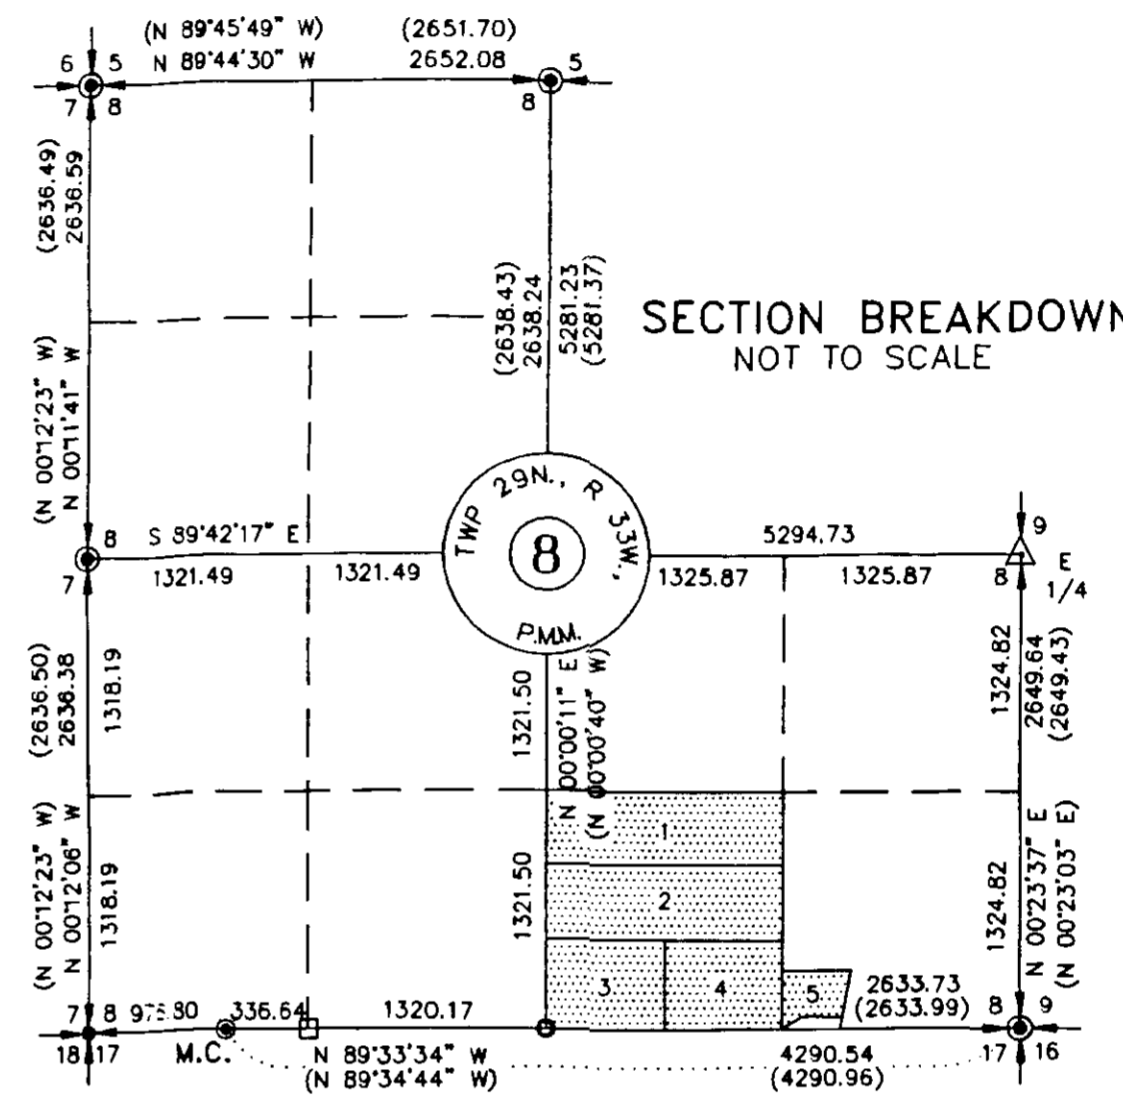 (N 89°45'49" W) (2651.70)
N 89°44'30" W 2652.08
6 5
5
7 8
8
(2636.49)
2636.59
(N 00°12'23" W)
N 00°11'41" W
(2638.43)
2638.24
5281.23
(5281.37)
SECTION BREAKDOWN
NOT TO SCALE
TWP 29N., R 33W.,
P.M.M.
8
S 89°42'17" E
8
7
1321.49
1321.49
5294.73
1325.87
1325.87
9
8
E
1/4
(2636.50)
2636.38
1318.19
1321.50
N 00°00'11" E
(N 00°00'40" W)
1324.82
2649.64
(2649.43)
(N 00°12'23" W)
N 00°12'06" W
1318.19
1321.50
1
2
3
4
5
1324.82
N 00°23'37" E
(N 00°23'03" E)
2633.73
(2633.99)
7 8
336.64
1320.17
8 9
18 17
M.C.
N 89°33'34" W
(N 89°34'44" W)
4290.54
(4290.96)
17 16